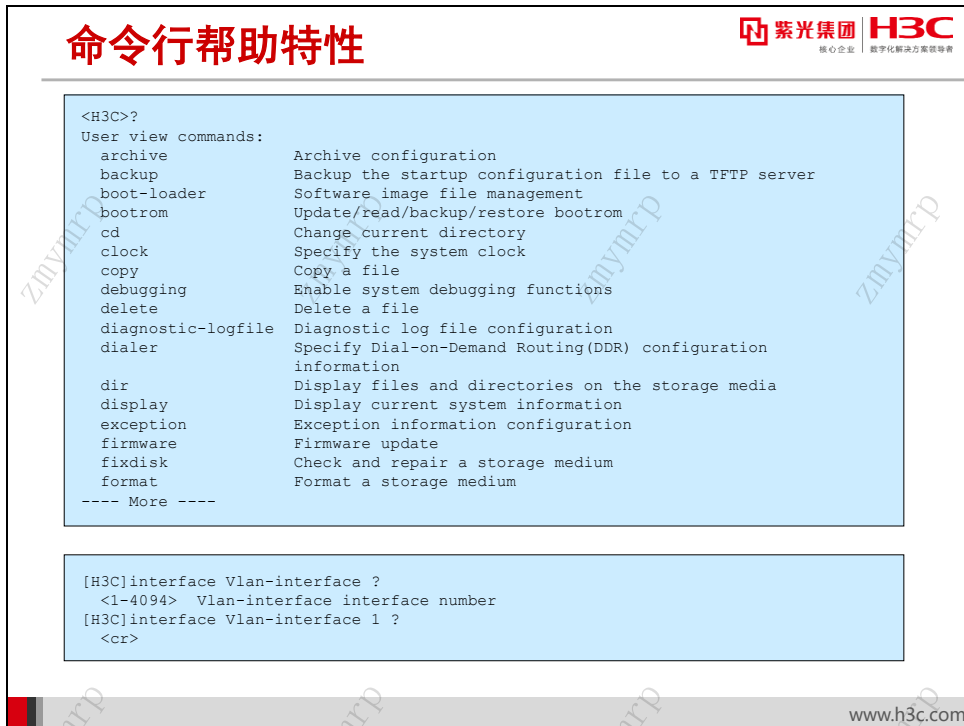 命令行帮助特性
紫光集团 H3C
核心企业 数字化解决方案领导者
<H3C>?
User view commands:
  archive             Archive configuration
  backup              Backup the startup configuration file to a TFTP server
  boot-loader         Software image file management
  bootrom             Update/read/backup/restore bootrom
  cd                  Change current directory
  clock               Specify the system clock
  copy                Copy a file
  debugging           Enable system debugging functions
  delete              Delete a file
  diagnostic-logfile  Diagnostic log file configuration
  dialer              Specify Dial-on-Demand Routing(DDR) configuration
                      information
  dir                 Display files and directories on the storage media
  display             Display current system information
  exception           Exception information configuration
  firmware            Firmware update
  fixdisk             Check and repair a storage medium
  format              Format a storage medium
---- More ----
[H3C]interface Vlan-interface ?
  <1-4094>  Vlan-interface interface number
[H3C]interface Vlan-interface 1 ?
  <cr>
www.h3c.com
zmymrp
zmymrp
zmymrp
zmymrp